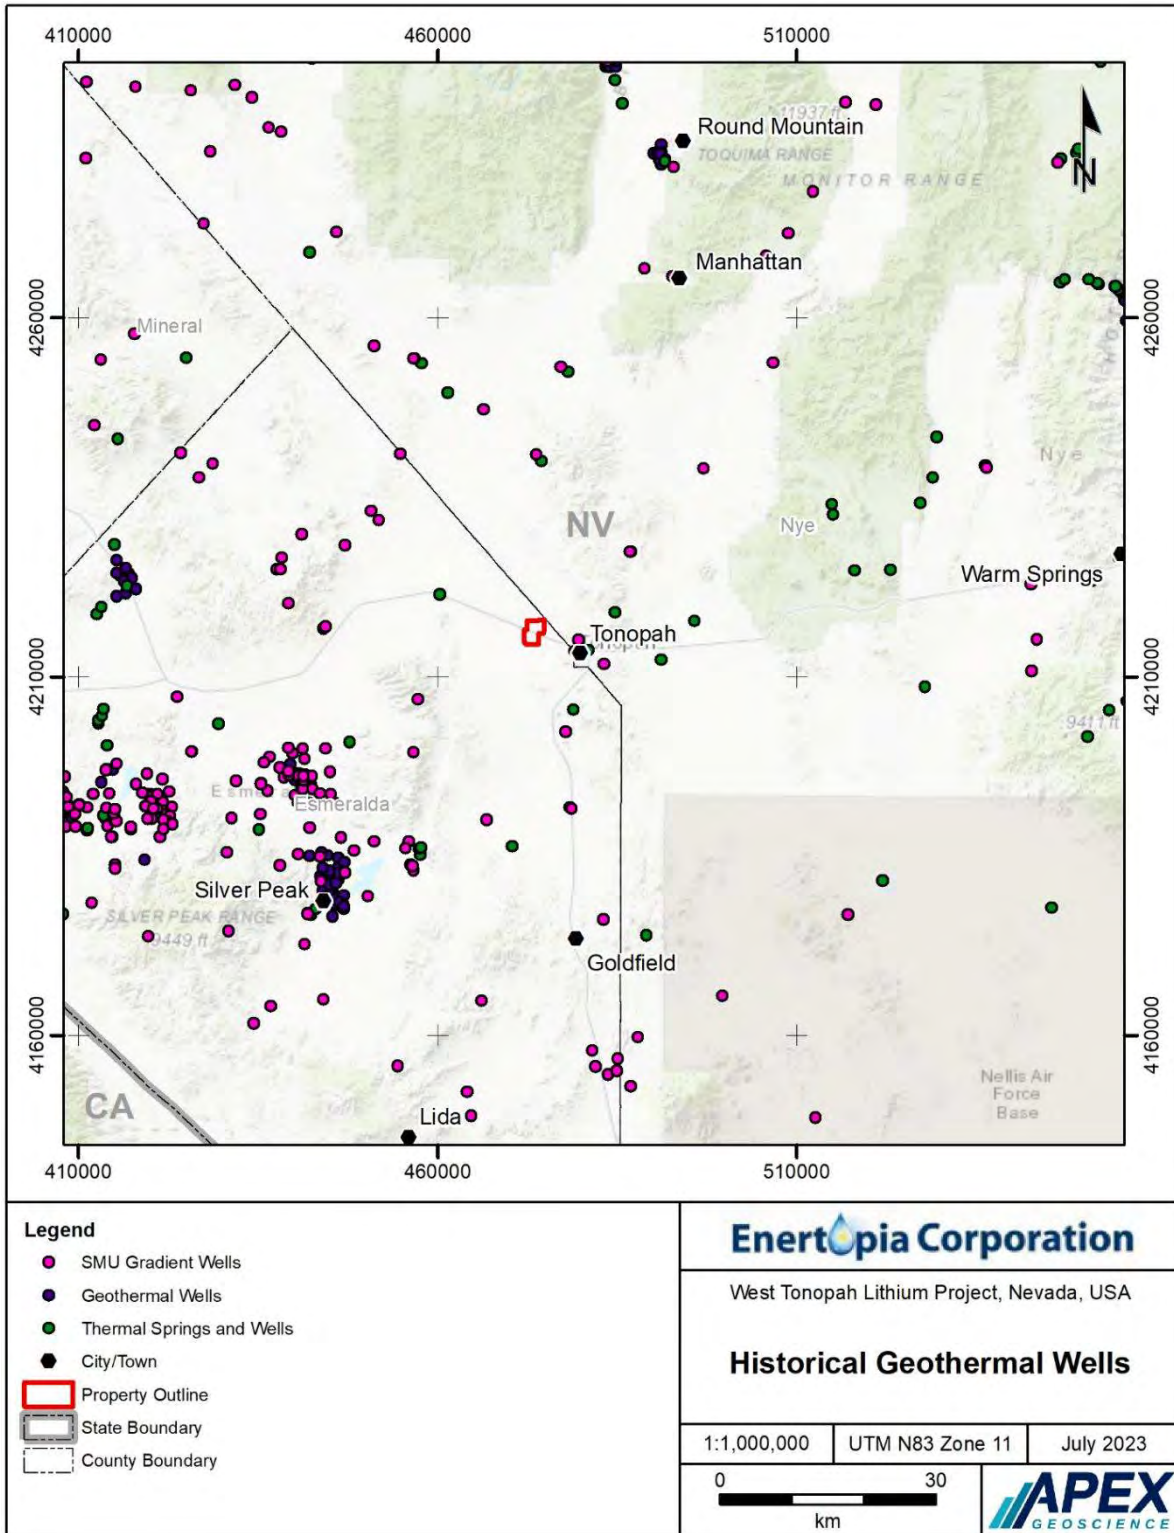 410000 460000 510000
11937 ft
Round Mountain
TOQUIMA RANGE
MONITOR RANGE
N
Manhattan
4260000 4260000
Mineral
Nye
NV
Nye
Warm Springs
Tonopah
4210000 4210000
9411 ft
Esmeralda
Silver Peak
SILVER PEAK RANGE
9449 ft
Goldfield
4160000 4160000
Nellis Air
Force
Base
CA
Lida
410000 460000 510000
Legend
SMU Gradient Wells
Geothermal Wells
Thermal Springs and Wells
City/Town
Property Outline
State Boundary
County Boundary
Enertopia Corporation
West Tonopah Lithium Project, Nevada, USA
Historical Geothermal Wells
1:1,000,000 UTM N83 Zone 11 July 2023
0 30
km
APEX
GEOSCIENCE